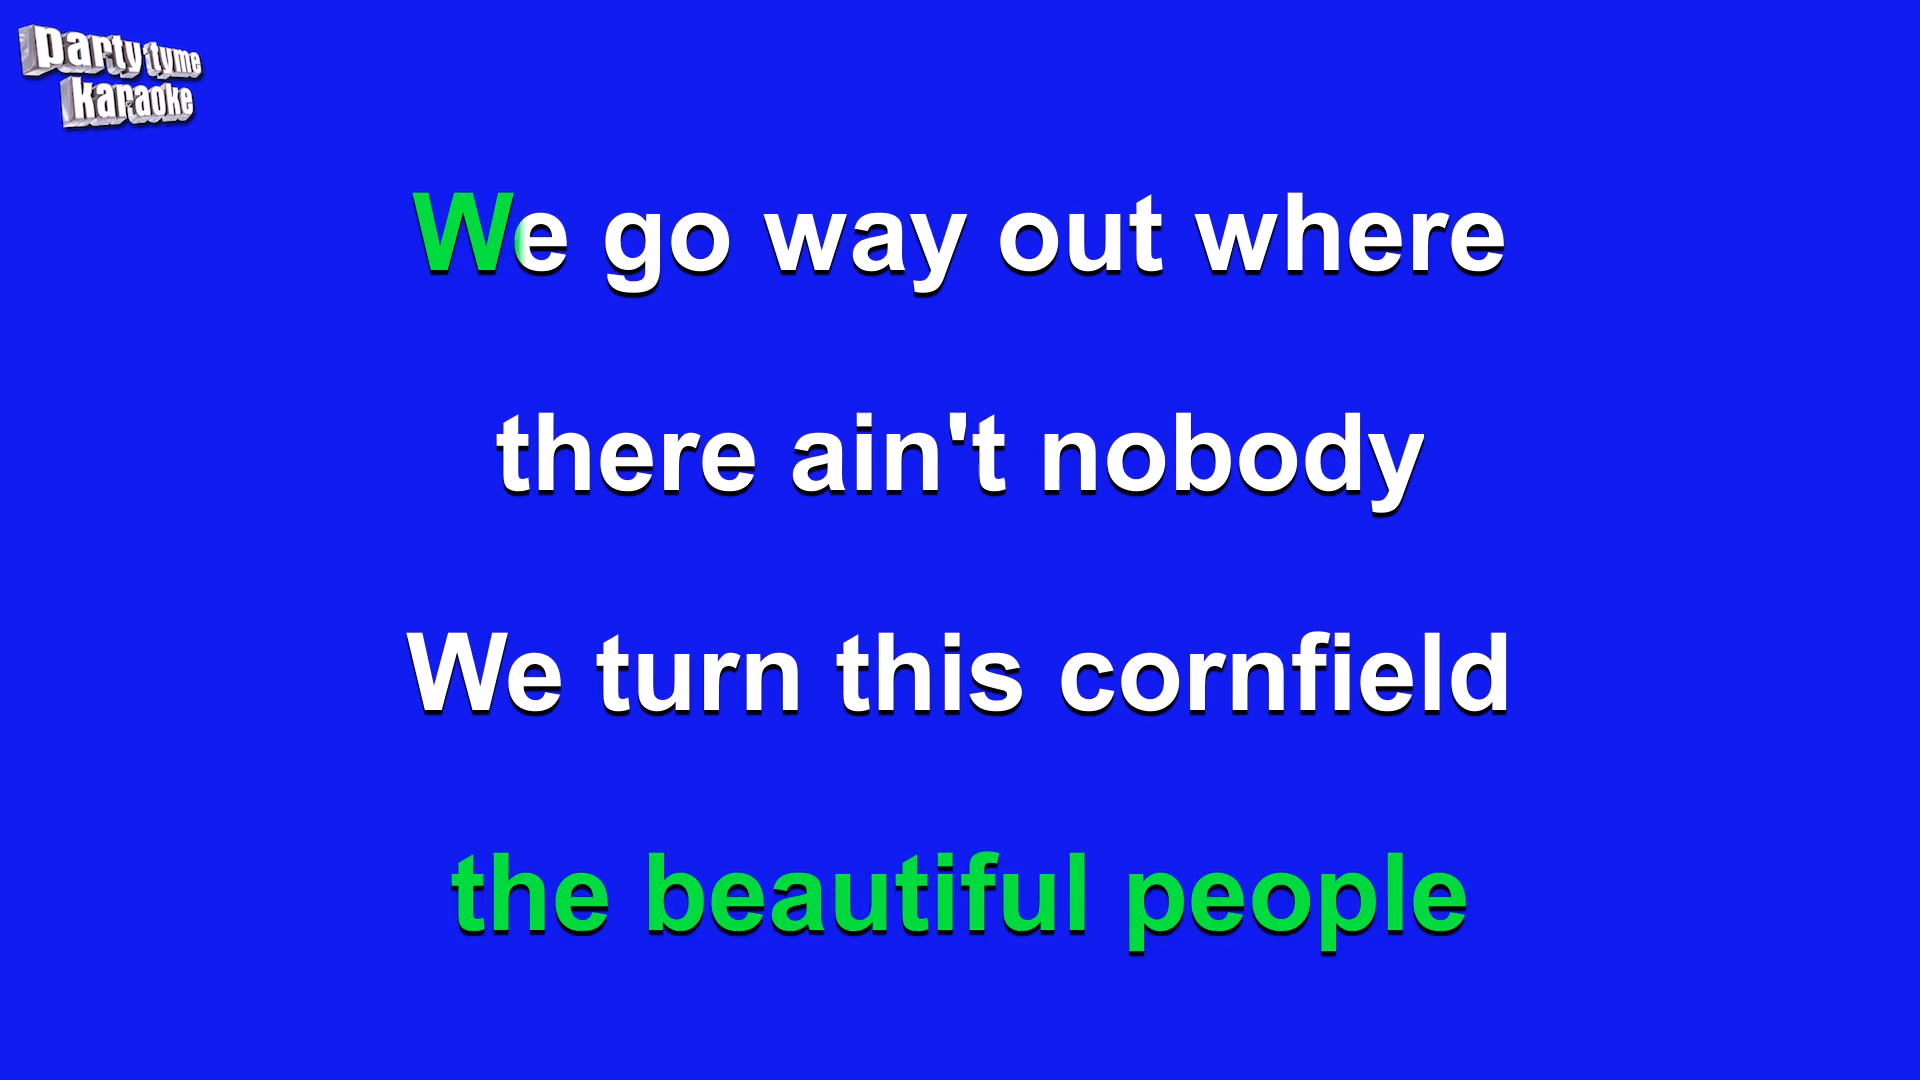 party tyme
karaoke
We go way out where
there ain't nobody
We turn this cornfield
the beautiful people